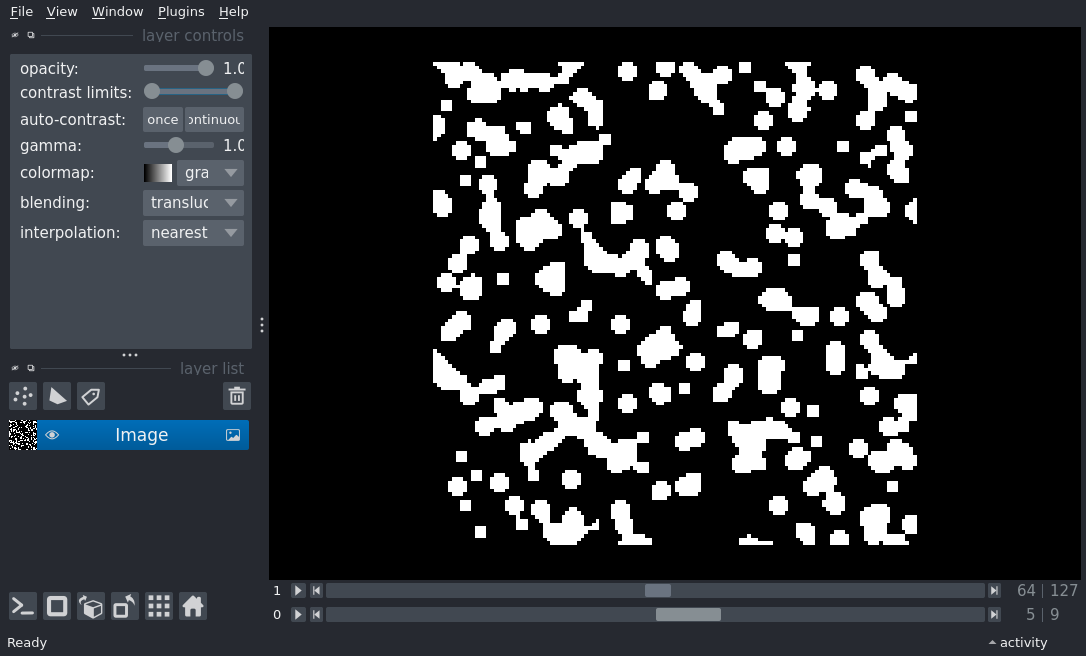 File View Window Plugins Help
layer controls
opacity: 1.0
contrast limits:
auto-contrast: once ontinuou
gamma: 1.0
colormap: gra
blending: transluc
interpolation: nearest
layer list
Image
1 64 | 127
0 5 | 9
Ready activity